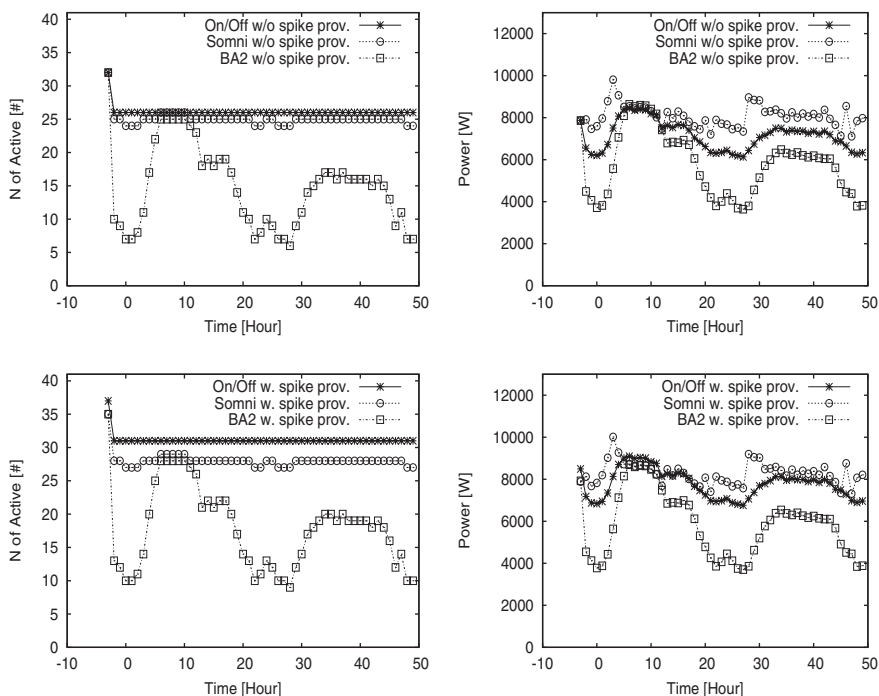 40
35
30
25
20
15
10
5
0
N of Active [#]
-10 0 10 20 30 40 50
Time [Hour]
On/Off w/o spike prov.
Somni w/o spike prov.
BA2 w/o spike prov.
12000
10000
8000
6000
4000
2000
0
Power [W]
-10 0 10 20 30 40 50
Time [Hour]
On/Off w/o spike prov.
Somni w/o spike prov.
BA2 w/o spike prov.
40
35
30
25
20
15
10
5
0
N of Active [#]
-10 0 10 20 30 40 50
Time [Hour]
On/Off w. spike prov.
Somni w. spike prov.
BA2 w. spike prov.
12000
10000
8000
6000
4000
2000
0
Power [W]
-10 0 10 20 30 40 50
Time [Hour]
On/Off w. spike prov.
Somni w. spike prov.
BA2 w. spike prov.